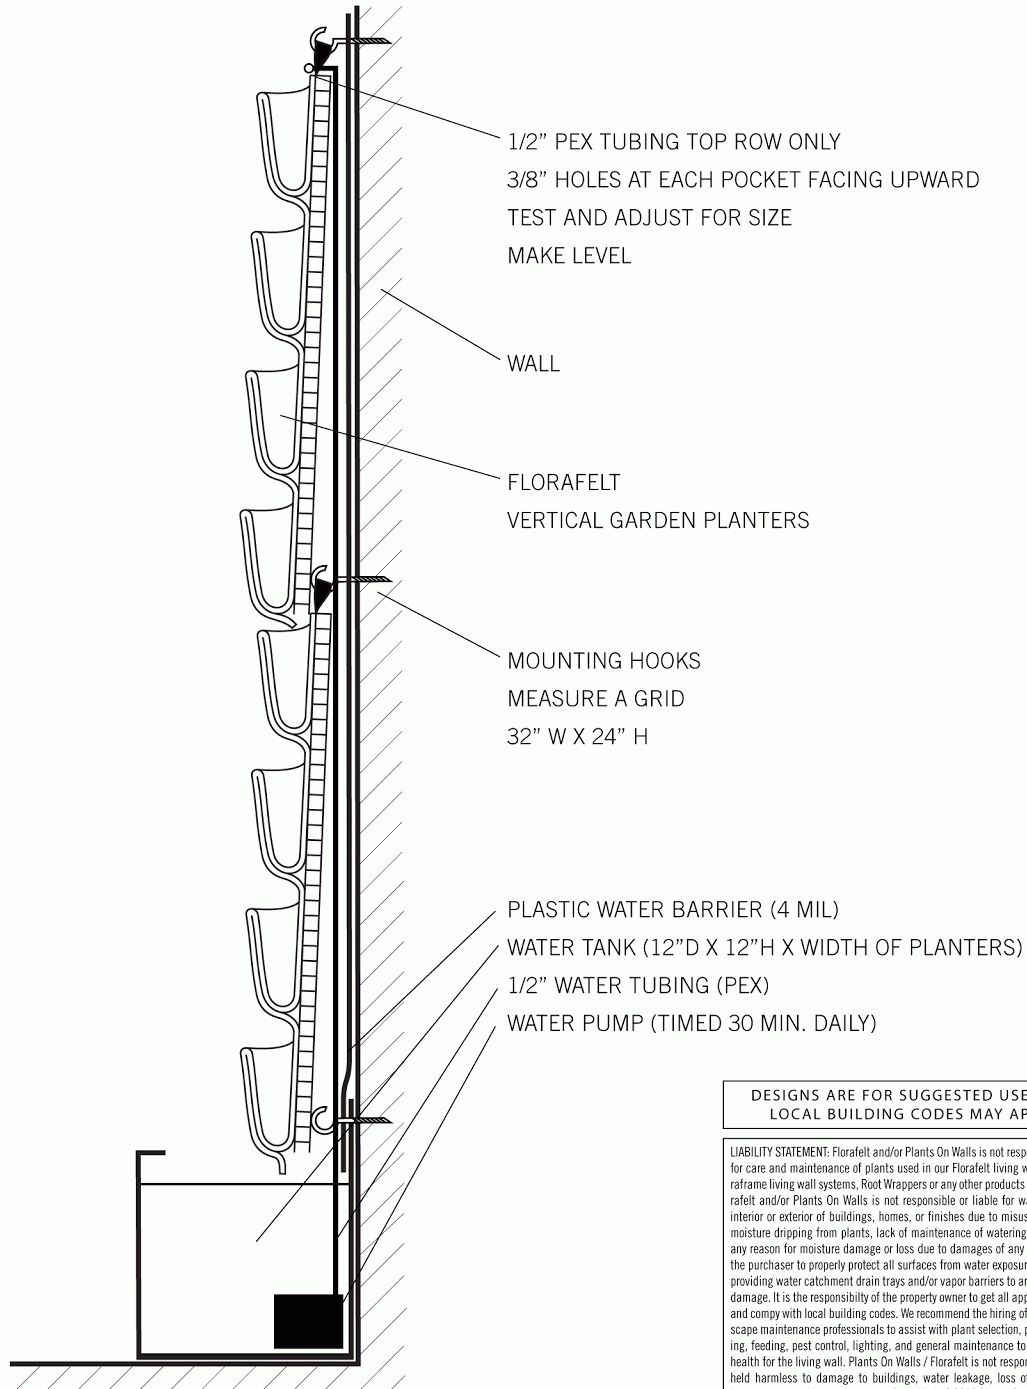 1/2” PEX TUBING TOP ROW ONLY
3/8” HOLES AT EACH POCKET FACING UPWARD
TEST AND ADJUST FOR SIZE
MAKE LEVEL
WALL
FLORAFELT
VERTICAL GARDEN PLANTERS
MOUNTING HOOKS
MEASURE A GRID
32” W X 24” H
PLASTIC WATER BARRIER (4 MIL)
WATER TANK (12”D X 12”H X WIDTH OF PLANTERS)
1/2” WATER TUBING (PEX)
WATER PUMP (TIMED 30 MIN. DAILY)
DESIGNS ARE FOR SUGGESTED USE
LOCAL BUILDING CODES MAY AP
LIABILITY STATEMENT: Florafelt and/or Plants On Walls is not resp
for care and maintenance of plants used in our Florafelt living w
raframe living wall systems, Root Wrappers or any other products
rafelt and/or Plants On Walls is not responsible or liable for wa
interior or exterior of buildings, homes, or finishes due to misus
moisture dripping from plants, lack of maintenance of watering
any reason for moisture damage or loss due to damages of any
the purchaser to properly protect all surfaces from water exposur
providing water catchment drain trays and/or vapor barriers to ar
damage. It is the responsibilty of the property owner to get all app
and compy with local building codes. We recommend the hiring of
scape maintenance professionals to assist with plant selection, p
ing, feeding, pest control, lighting, and general maintenance to
health for the living wall. Plants On Walls / Florafelt is not respon
held harmless to damage to buildings, water leakage, loss of